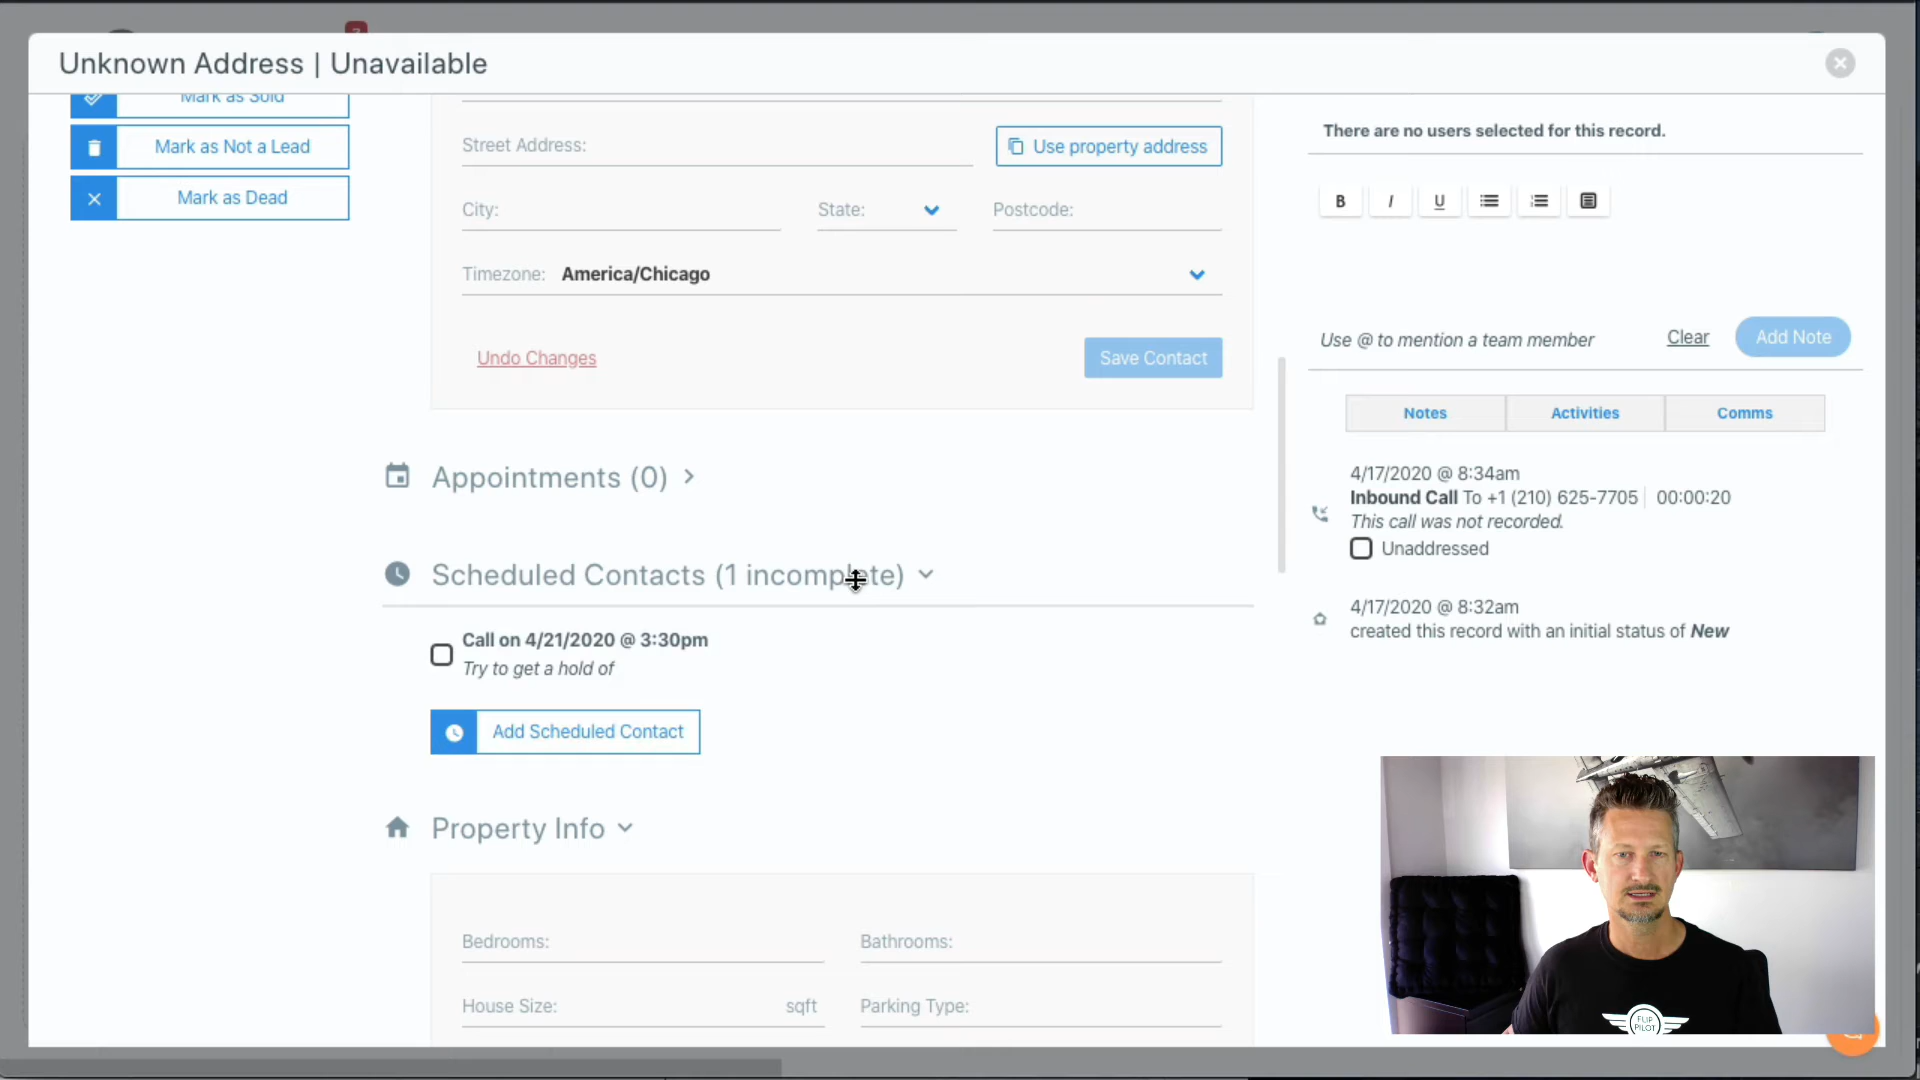 Unknown Address | Unavailable
Mark as Sold
Mark as Not a Lead
Mark as Dead
Street Address:
Use property address
City:
State:
Postcode:
Timezone: America/Chicago
Undo Changes
Save Contact
Appointments (0)
Scheduled Contacts (1 incomplete)
Call on 4/21/2020 @ 3:30pm
Try to get a hold of
Add Scheduled Contact
Property Info
Bedrooms:
Bathrooms:
House Size: sqft
Parking Type:
There are no users selected for this record.
B I U
Use @ to mention a team member
Clear
Add Note
Notes
Activities
Comms
4/17/2020 @ 8:34am
Inbound Call To +1 (210) 625-7705 | 00:00:20
This call was not recorded.
Unaddressed
4/17/2020 @ 8:32am
created this record with an initial status of New
FLIP
PILOT